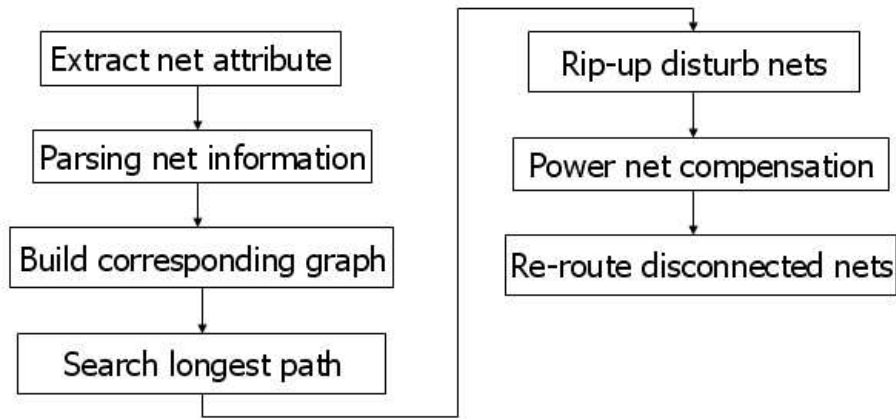 Extract net attribute
Parsing net information
Build corresponding graph
Search longest path
Rip-up disturb nets
Power net compensation
Re-route disconnected nets